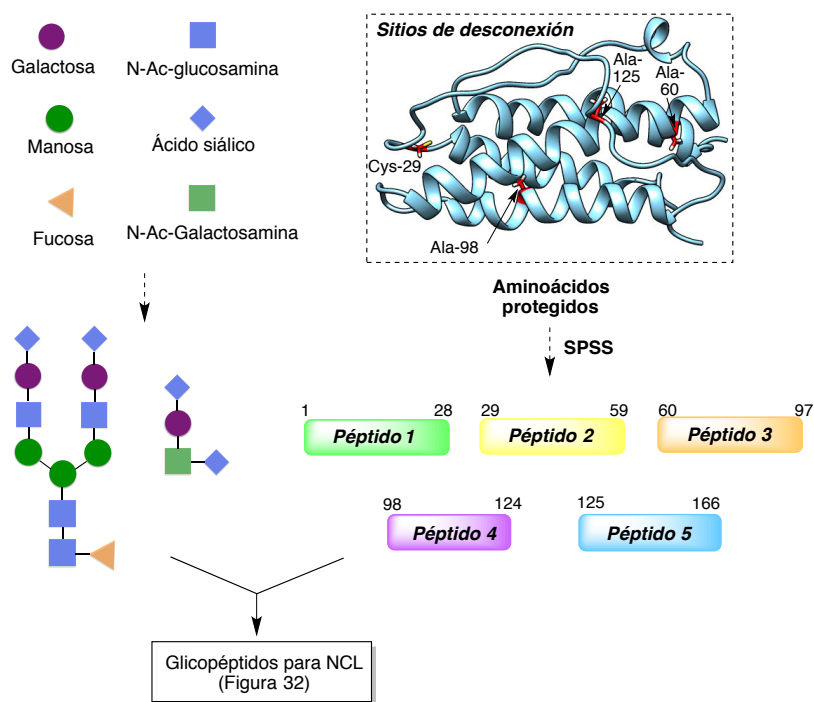 Galactosa
N-Ac-glucosamina
Manosa
Ácido siálico
Fucosa
N-Ac-Galactosamina
Sitios de desconexión
Ala-
125
Ala-
60
Cys-29
Ala-98
Aminoácidos
protegidos
SPSS
1 28
Péptido 1
29 59
Péptido 2
60 97
Péptido 3
98 124
Péptido 4
125 166
Péptido 5
Glicopéptidos para NCL
(Figura 32)